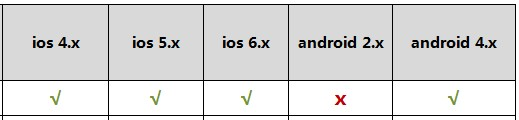 ios 4.x ios 5.x ios 6.x android 2.x android 4.x
√ √ √ x √